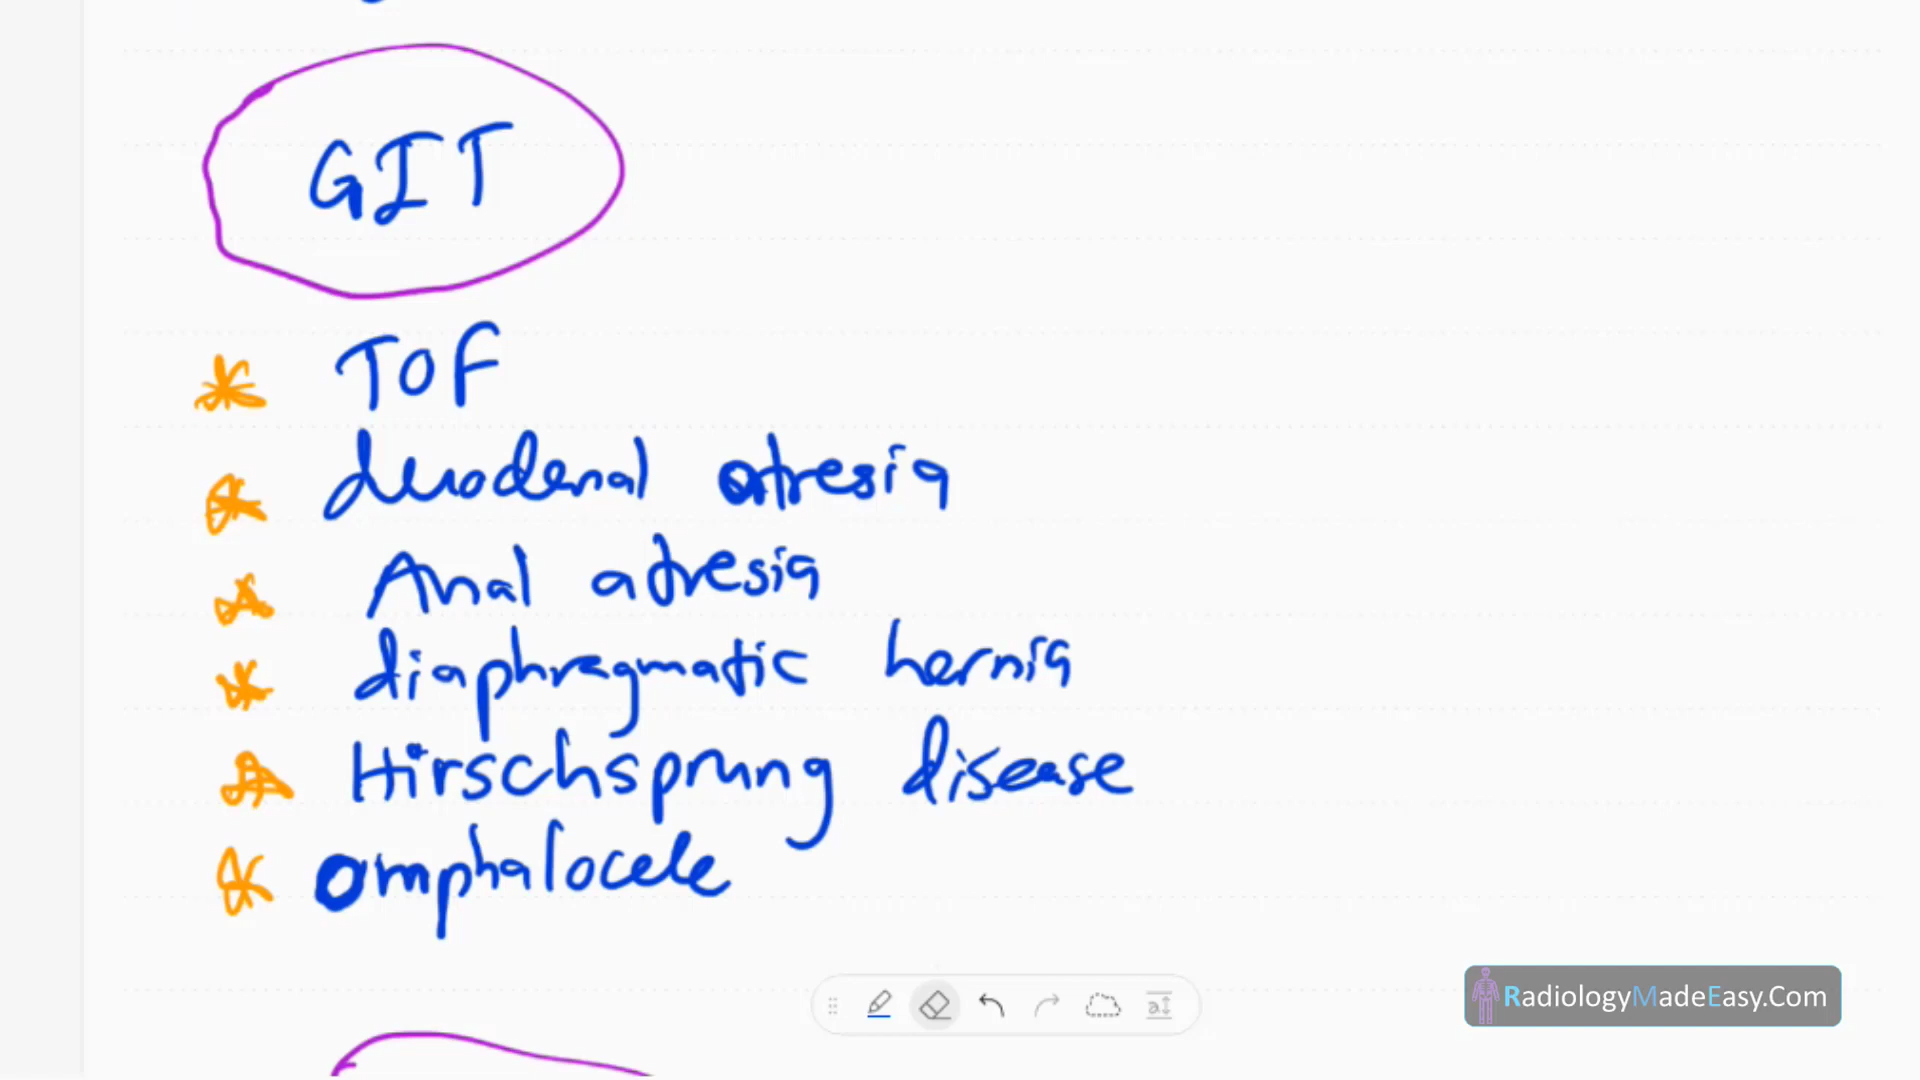 GIT
TOF
duodenal atresia
Anal atresia
diaphragmatic hernia
Hirschsprung disease
omphalocele
RadiologyMadeEasy.Com